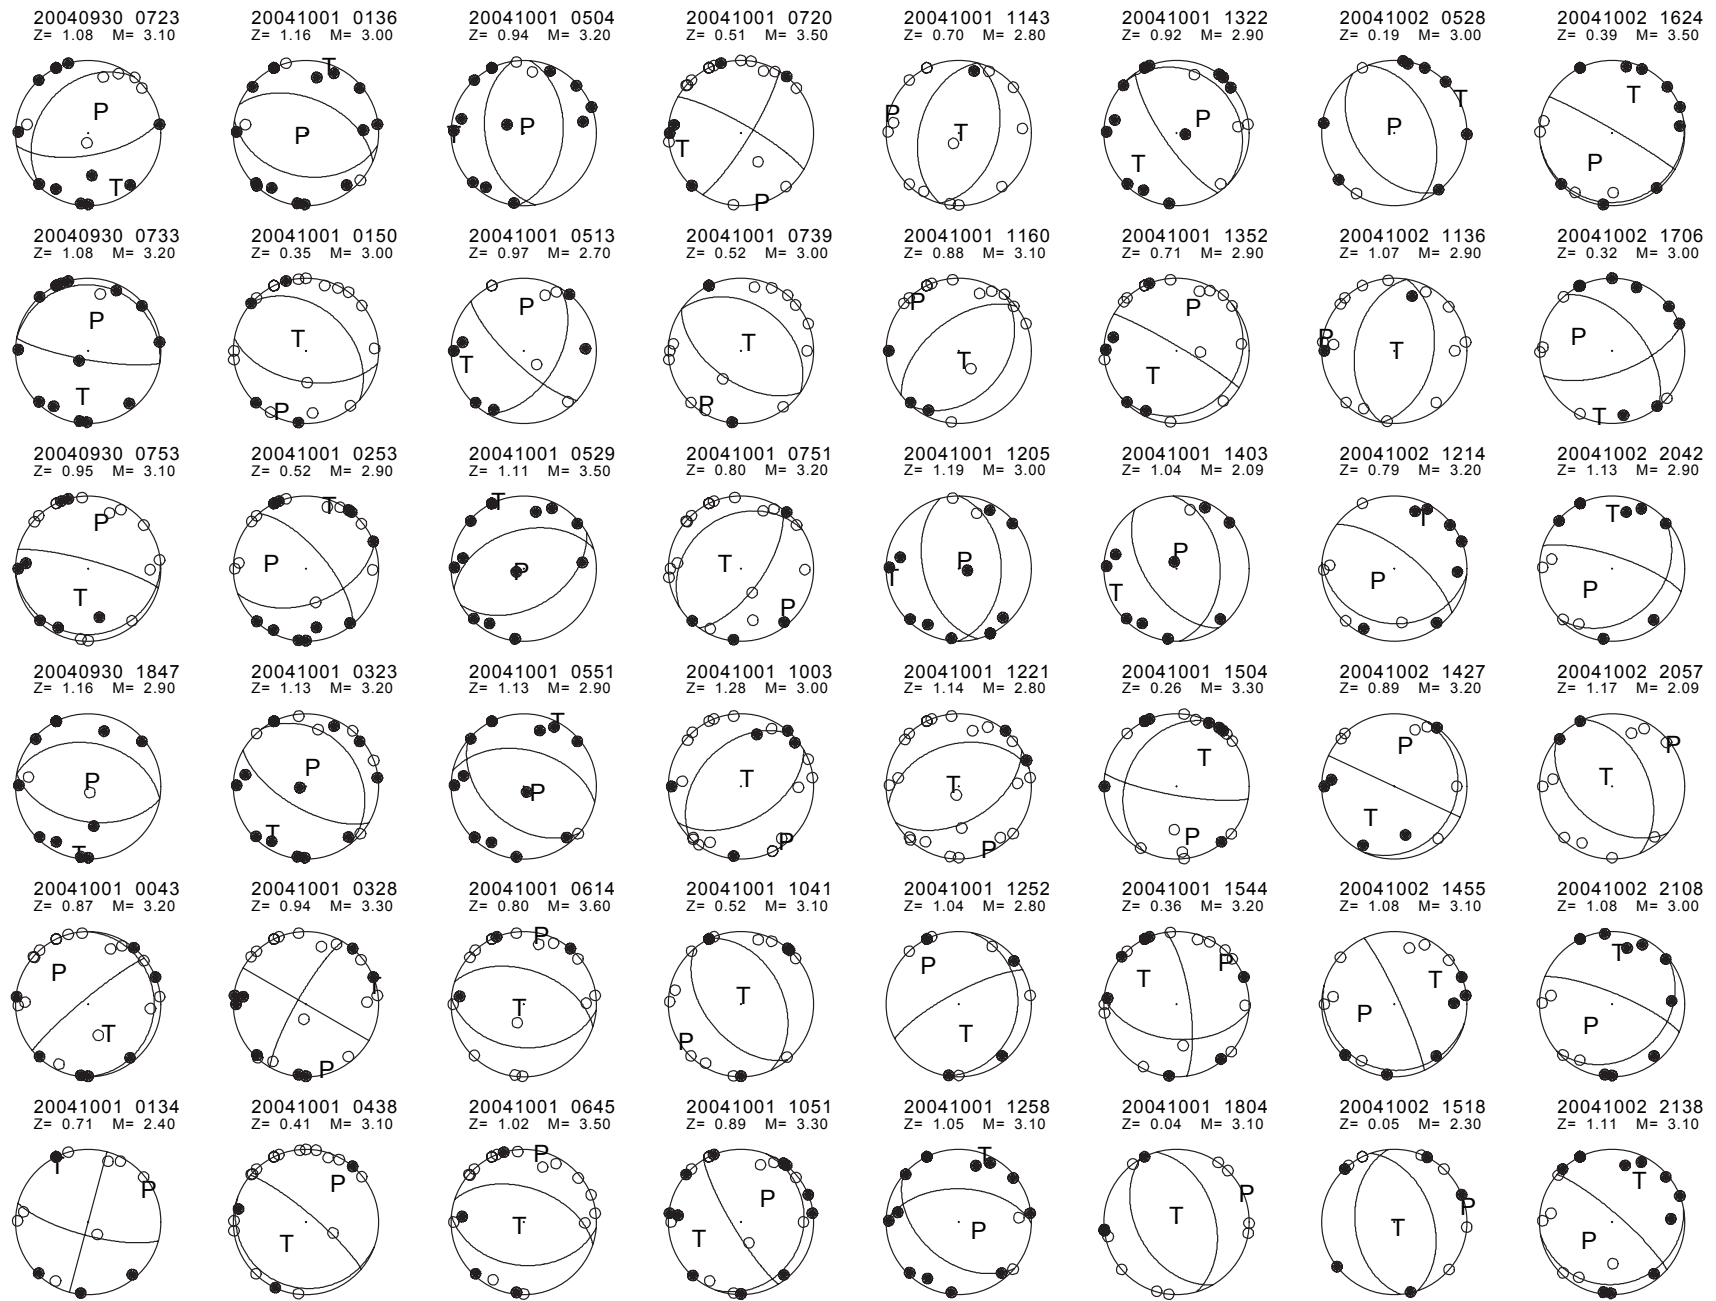 20040930 0723 20041001 0136 20041001 0504 20041001 0720 20041001 1143 20041001 1322 20041002 0528 20041002 1624
Z= 1.08 M= 3.10 Z= 1.16 M= 3.00 Z= 0.94 M= 3.20 Z= 0.51 M= 3.50 Z= 0.70 M= 2.80 Z= 0.92 M= 2.90 Z= 0.19 M= 3.00 Z= 0.39 M= 3.50
P T T P T P T P P T P T P T T P
20040930 0733 20041001 0150 20041001 0513 20041001 0739 20041001 1160 20041001 1352 20041002 1136 20041002 1706
Z= 1.08 M= 3.20 Z= 0.35 M= 3.00 Z= 0.97 M= 2.70 Z= 0.52 M= 3.00 Z= 0.88 M= 3.10 Z= 0.71 M= 2.90 Z= 1.07 M= 2.90 Z= 0.32 M= 3.00
P T T P P T T P P T P T P T P T
20040930 0753 20041001 0253 20041001 0529 20041001 0751 20041001 1205 20041001 1403 20041002 1214 20041002 2042
Z= 0.95 M= 3.10 Z= 0.52 M= 2.90 Z= 1.11 M= 3.50 Z= 0.80 M= 3.20 Z= 1.19 M= 3.00 Z= 1.04 M= 2.09 Z= 0.79 M= 3.20 Z= 1.13 M= 2.90
P T T P T P T P P T P T T P T P
20040930 1847 20041001 0323 20041001 0551 20041001 1003 20041001 1221 20041001 1504 20041002 1427 20041002 2057
Z= 1.16 M= 2.90 Z= 1.13 M= 3.20 Z= 1.13 M= 2.90 Z= 1.28 M= 3.00 Z= 1.14 M= 2.80 Z= 0.26 M= 3.30 Z= 0.89 M= 3.20 Z= 1.17 M= 2.09
P T P T T P T P T P T P P T P T
20041001 0043 20041001 0328 20041001 0614 20041001 1041 20041001 1252 20041001 1544 20041002 1455 20041002 2108
Z= 0.87 M= 3.20 Z= 0.94 M= 3.30 Z= 0.80 M= 3.60 Z= 0.52 M= 3.10 Z= 1.04 M= 2.80 Z= 0.36 M= 3.20 Z= 1.08 M= 3.10 Z= 1.08 M= 3.00
P T T P P T T P P T P T T P T P
20041001 0134 20041001 0438 20041001 0645 20041001 1051 20041001 1258 20041001 1804 20041002 1518 20041002 2138
Z= 0.71 M= 2.40 Z= 0.41 M= 3.10 Z= 1.02 M= 3.50 Z= 0.89 M= 3.30 Z= 1.05 M= 3.10 Z= 0.04 M= 3.10 Z= 0.05 M= 2.30 Z= 1.11 M= 3.10
T P P T P T P T T P P T P T T P